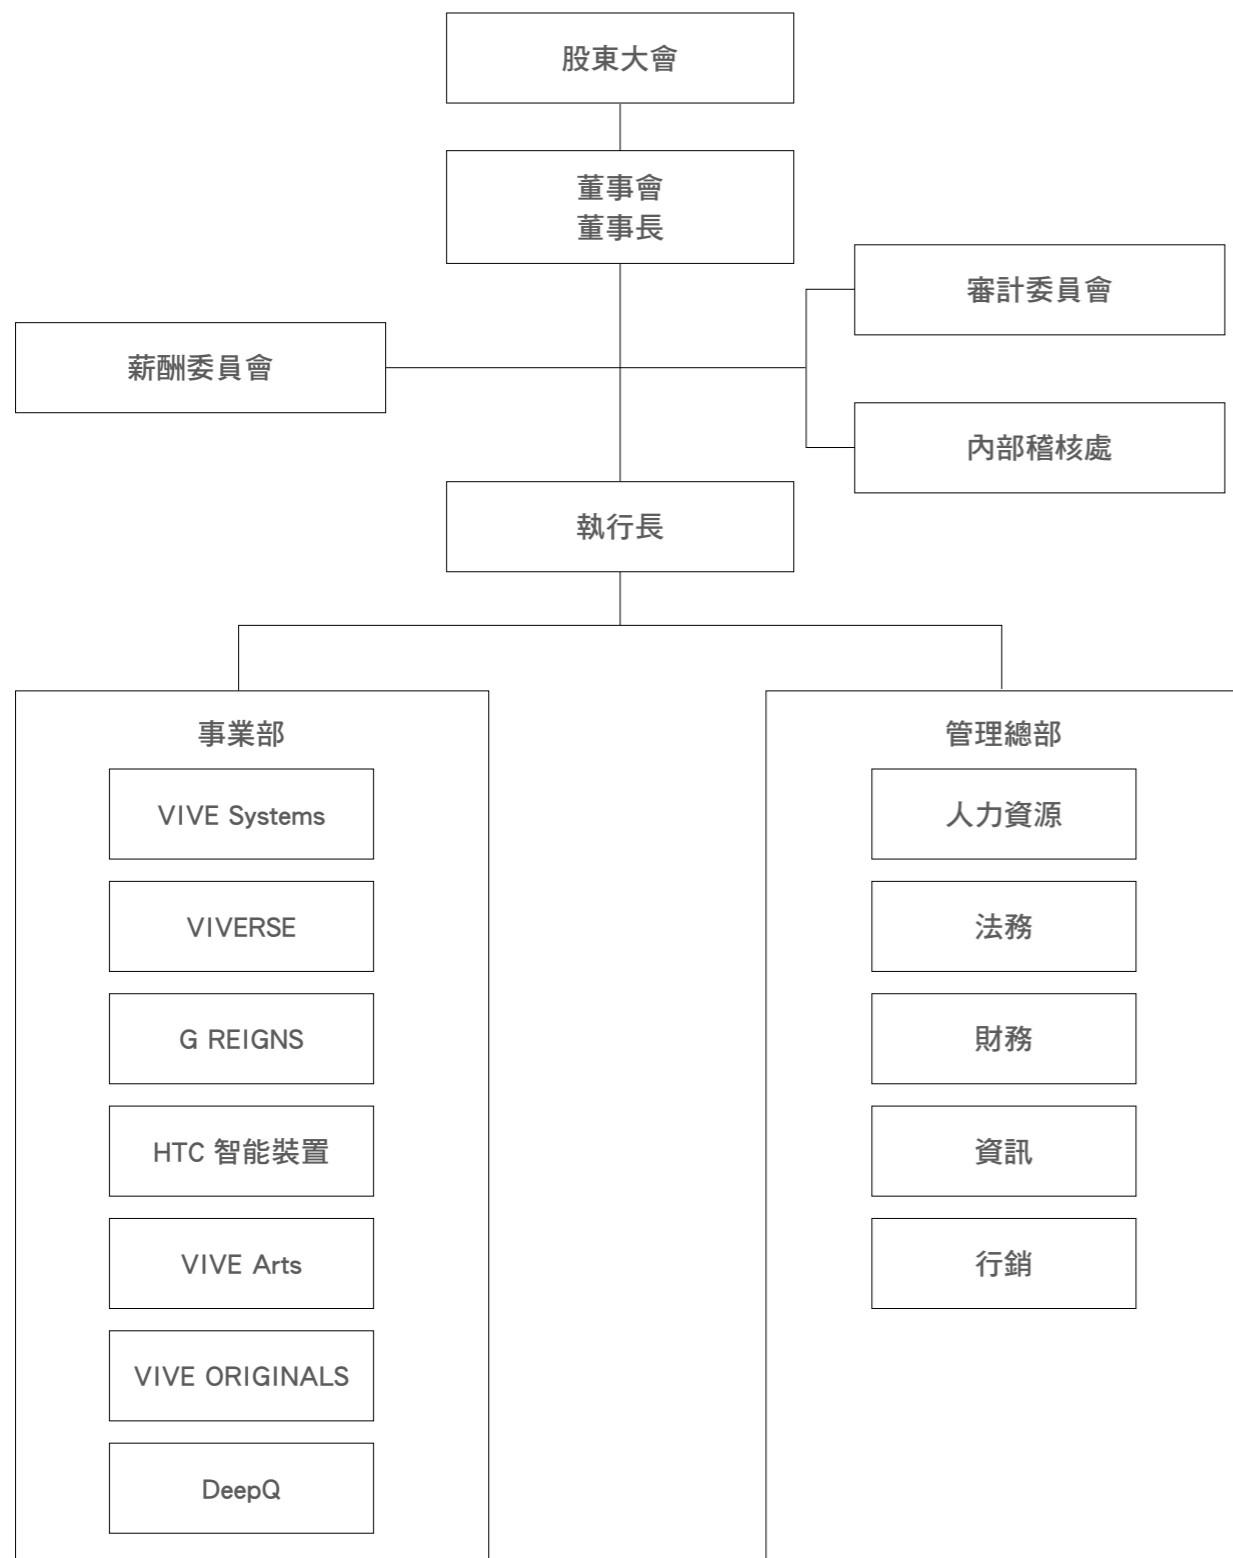 股東大會
董事會
董事長
審計委員會
薪酬委員會
內部稽核處
執行長
事業部
VIVE Systems
VIVERSE
G REIGNS
HTC 智能裝置
VIVE Arts
VIVE ORIGINALS
DeepQ
管理總部
人力資源
法務
財務
資訊
行銷